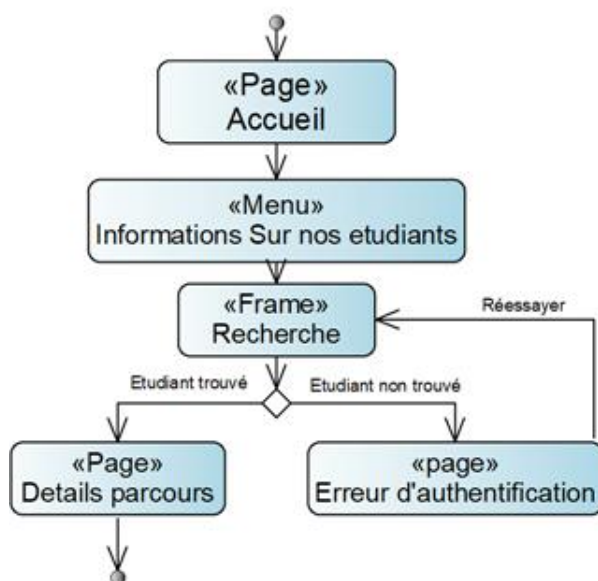 «Page»
Accueil
«Menu»
Informations Sur nos etudiants
«Frame»
Recherche
Réessayer
Etudiant trouvé
Etudiant non trouvé
«Page»
Details parcours
«page»
Erreur d'authentification